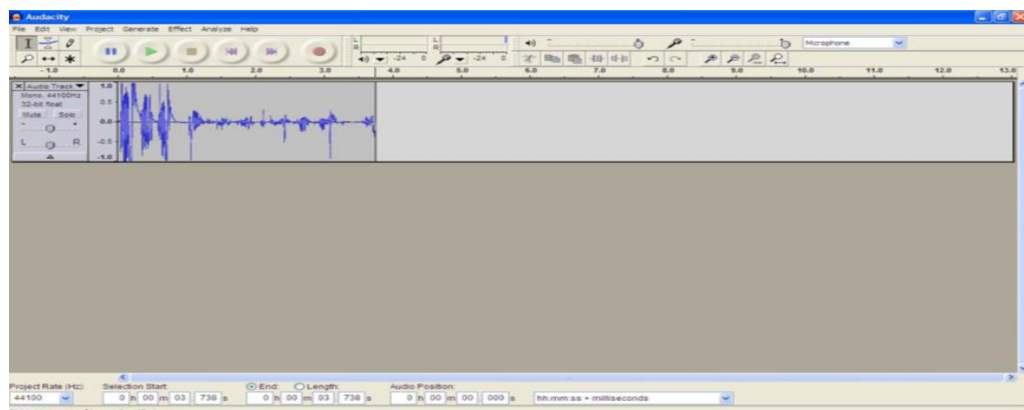 Audacity
File Edit View Project Generate Effect Analyze Help
L
R
L
R
-24 0 -24 0
Microphone
- 1.0 0.0 1.0 2.0 3.0 4.0 5.0 6.0 7.0 8.0 9.0 10.0 11.0 12.0 13.0
X Audio Track
Mono, 44100Hz
32-bit float
Mute Solo
- +
L R
1.0
0.5
0.0
-0.5
-1.0
Project Rate (Hz): Selection Start: End: Length: Audio Position:
44100 0 h 00 m 03 . 738 s 0 h 00 m 03 . 738 s 0 h 00 m 00 . 000 s hh:mm:ss + milliseconds